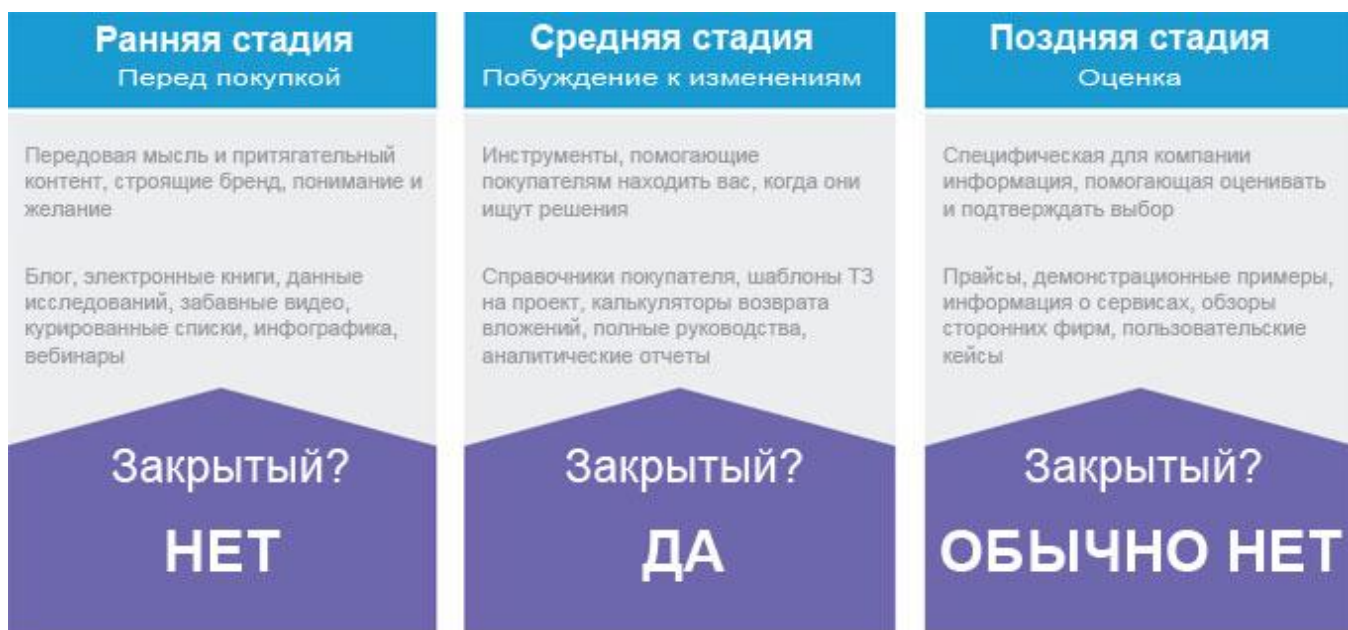 Ранняя стадия
Перед покупкой
Передовая мысль и притягательный
контент, строящие бренд, понимание и
желание
Блог, электронные книги, данные
исследований, забавные видео,
курированные списки, инфографика,
вебинары
Закрытый?
НЕТ
Средняя стадия
Побуждение к изменениям
Инструменты, помогающие
покупателям находить вас, когда они
ищут решения
Справочники покупателя, шаблоны ТЗ
на проект, калькуляторы возврата
вложений, полные руководства,
аналитические отчеты
Закрытый?
ДА
Поздняя стадия
Оценка
Специфическая для компании
информация, помогающая оценивать
и подтверждать выбор
Прайсы, демонстрационные примеры,
информация о сервисах, обзоры
сторонних фирм, пользовательские
кейсы
Закрытый?
ОБЫЧНО НЕТ